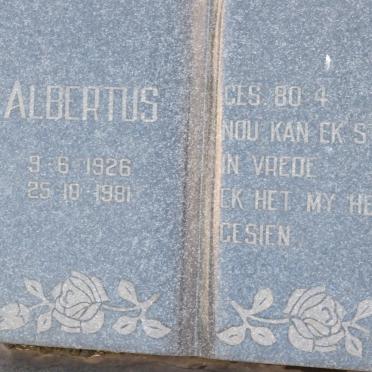 ALBERTUS
9-6-1926
25-10-1981
GES. 80:4
NOU KAN EK S
IN VREDE
EK HET MY HE
GESIEN.